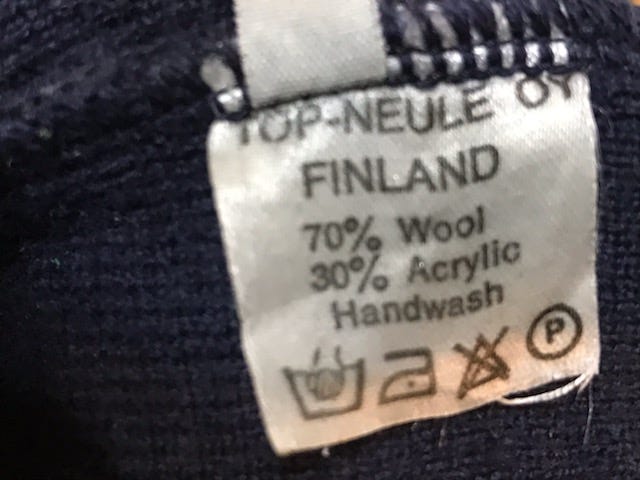 TOP-NEULE OY
FINLAND
70% Wool
30% Acrylic
Handwash
P